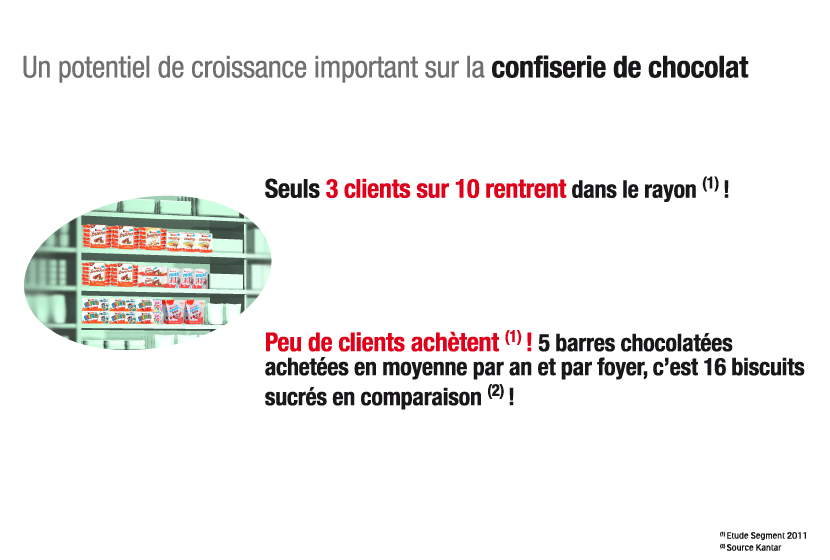 Un potentiel de croissance important sur la confiserie de chocolat
Seuls 3 clients sur 10 rentrent dans le rayon (1) !
Peu de clients achètent (1) ! 5 barres chocolatées
achetées en moyenne par an et par foyer, c’est 16 biscuits
sucrés en comparaison (2) !
(1) Etude Segment 2011
(2) Source Kantar